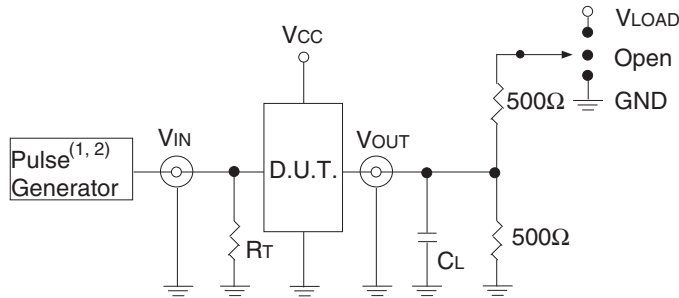 VLOAD
VCC
Open
500Ω
GND
VIN
VOUT
Pulse(1, 2)
Generator
D.U.T.
RT
CL
500Ω